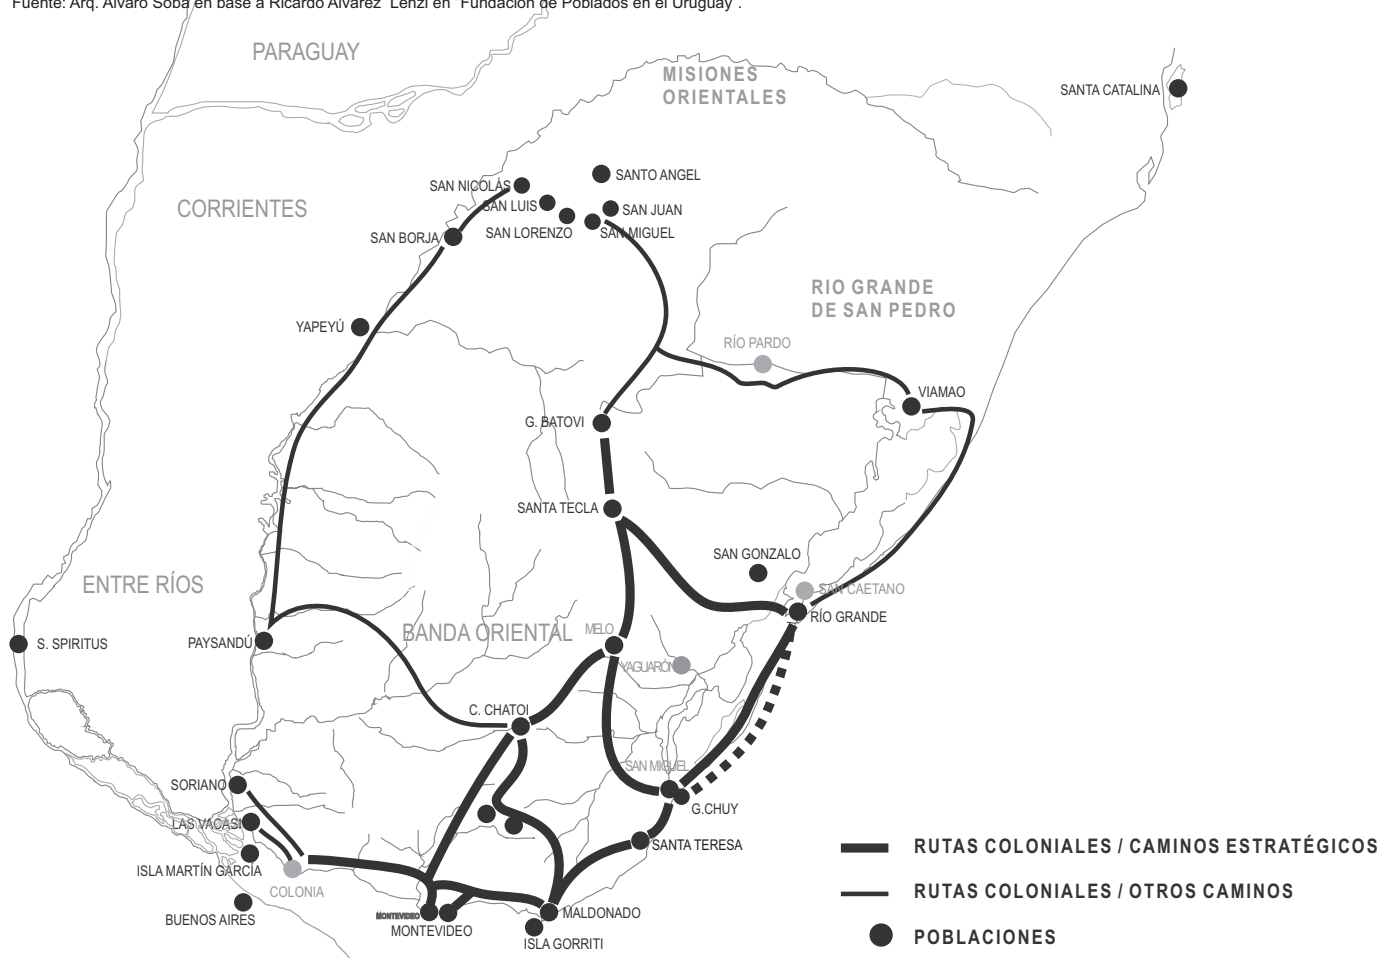 Fuente: Arq. Alvaro Soba en base a Ricardo Alvarez Lenzi en "Fundación de Poblados en el Uruguay".
PARAGUAY
MISIONES
ORIENTALES
SANTA CATALINA
SANTO ANGEL
SAN NICOLÁS
SAN LUIS
SAN JUAN
CORRIENTES
SAN LORENZO
SAN MIGUEL
SAN BORJA
RIO GRANDE
DE SAN PEDRO
YAPEYÚ
RÍO PARDO
VIAMAO
G. BATOVI
SANTA TECLA
SAN GONZALO
ENTRE RÍOS
SAN CAETANO
RÍO GRANDE
BANDA ORIENTAL
MELO
S. SPIRITUS
PAYSANDÚ
YAGUARÓN
C. CHATOI
SAN MIGUEL
SORIANO
G.CHUY
LAS VACASI
SANTA TERESA
RUTAS COLONIALES / CAMINOS ESTRATÉGICOS
ISLA MARTÍN GARCÍA
COLONIA
RUTAS COLONIALES / OTROS CAMINOS
BUENOS AIRES
MONTEVIDEO
MONTEVIDEO
MALDONADO
ISLA GORRITI
POBLACIONES